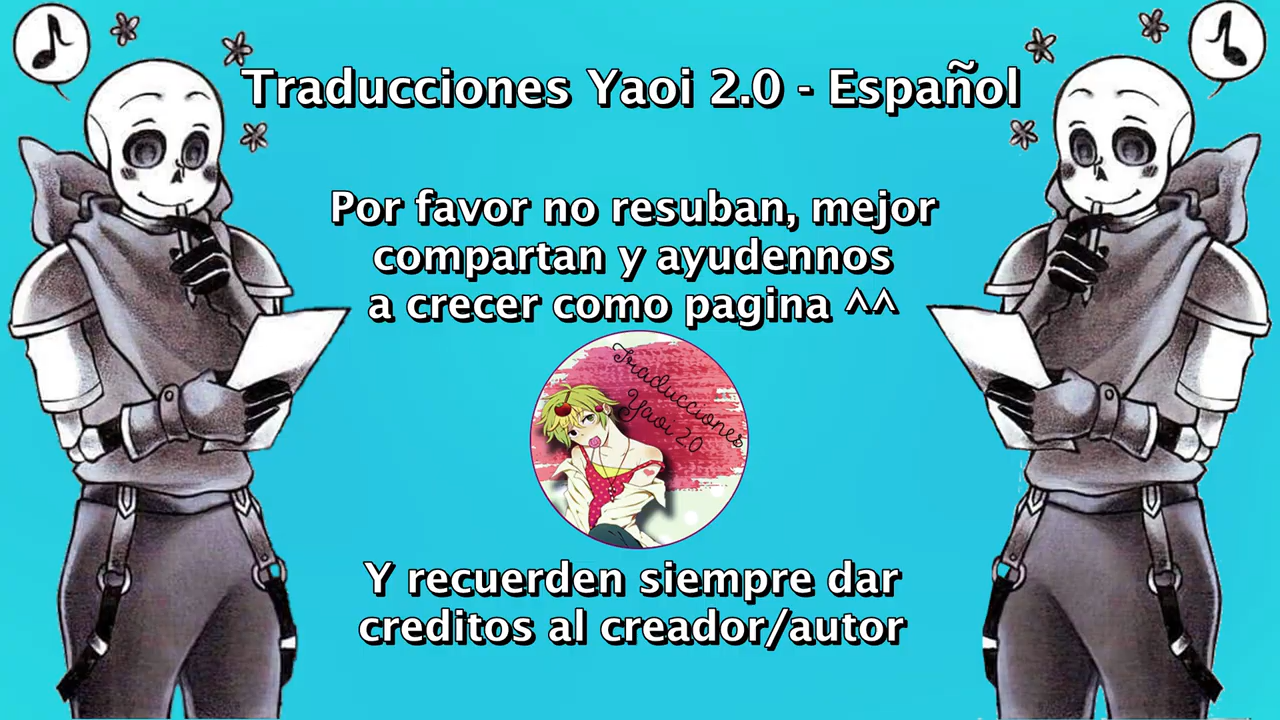 Traducciones Yaoi 2.0 - Español
Por favor no resuban, mejor
compartan y ayudennos
a crecer como pagina ^^
Traducciones
Yaoi 2.0
Y recuerden siempre dar
creditos al creador/autor